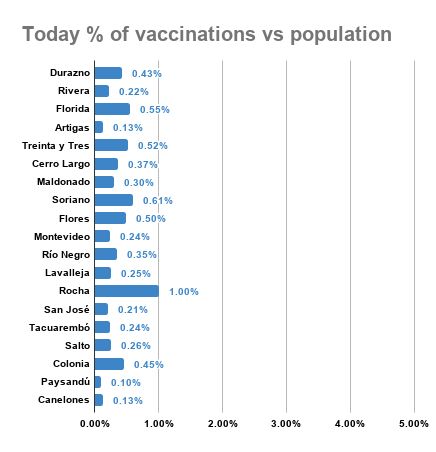 Today % of vaccinations vs population
Durazno 0.43%
Rivera 0.22%
Florida 0.55%
Artigas 0.13%
Treinta y Tres 0.52%
Cerro Largo 0.37%
Maldonado 0.30%
Soriano 0.61%
Flores 0.50%
Montevideo 0.24%
Río Negro 0.35%
Lavalleja 0.25%
Rocha 1.00%
San José 0.21%
Tacuarembó 0.24%
Salto 0.26%
Colonia 0.45%
Paysandú 0.10%
Canelones 0.13%
0.00% 1.00% 2.00% 3.00% 4.00% 5.00%